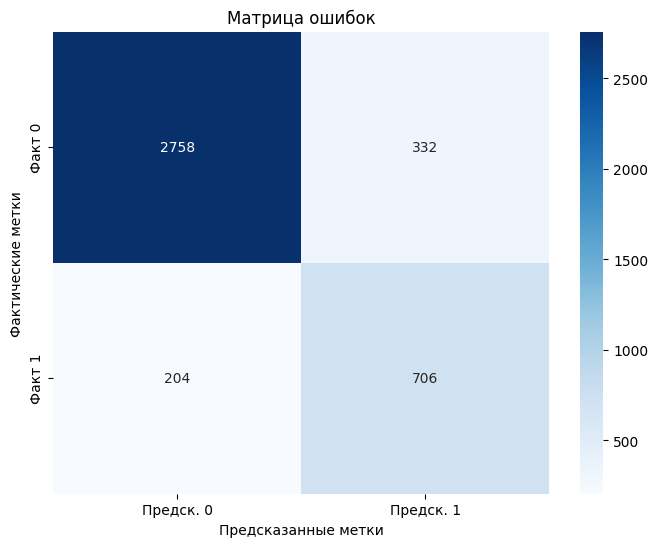 Матрица ошибок
Факт 0
2758
332
Факт 1
204
706
Фактические метки
Предск. 0
Предск. 1
Предсказанные метки
2500
2000
1500
1000
500